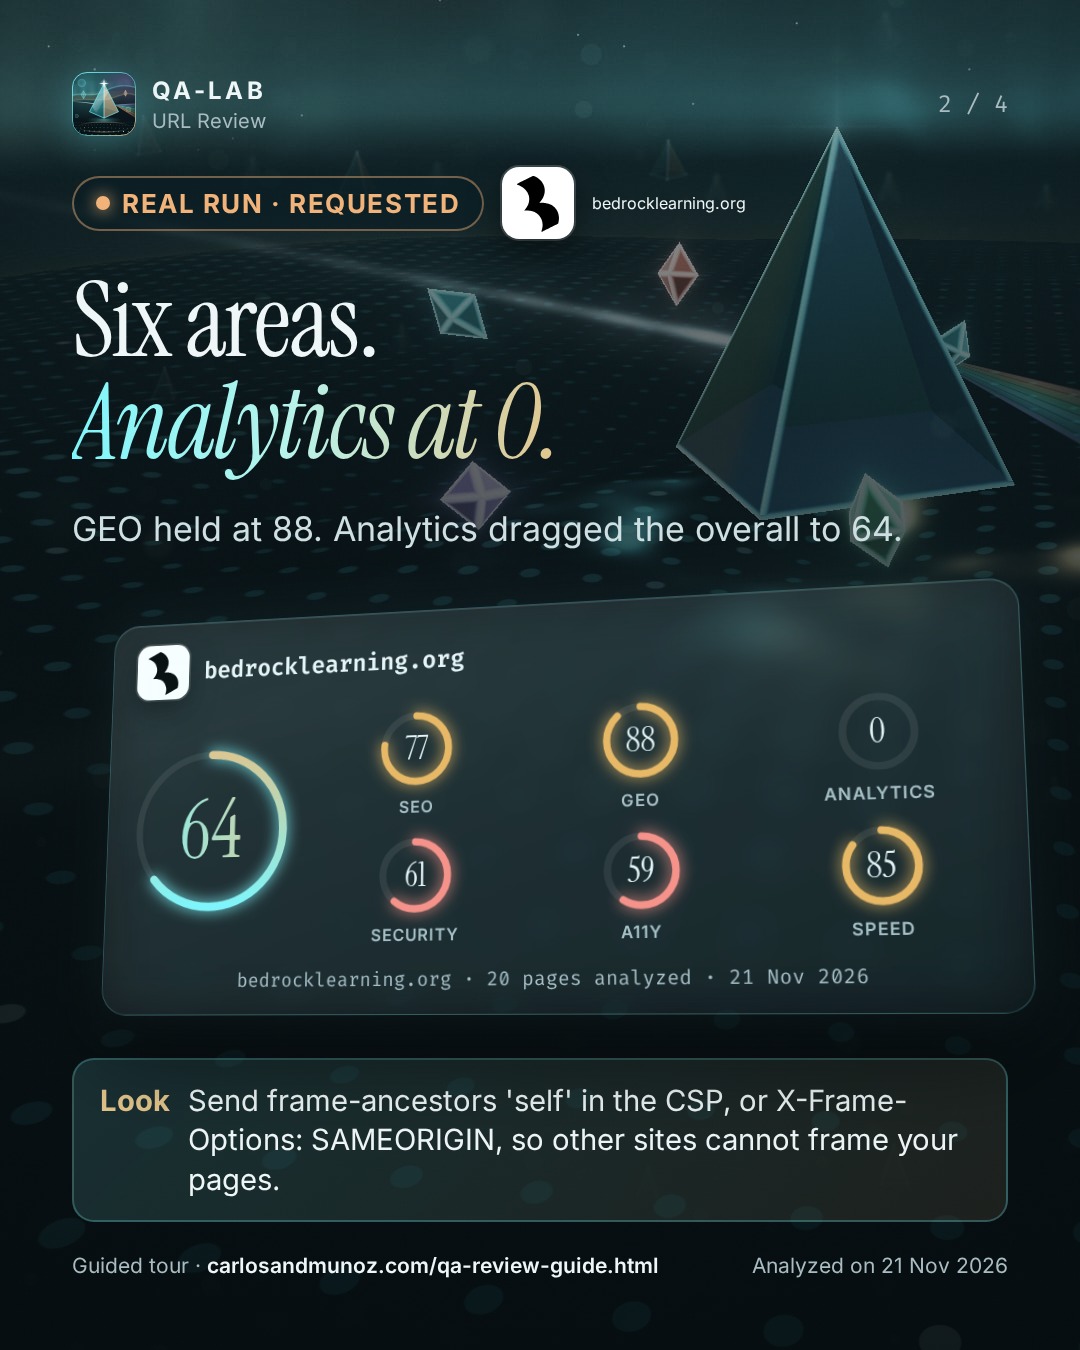 QA-LAB
URL Review
2 / 4
REAL RUN · REQUESTED
bedrocklearning.org
Six areas.
Analytics at 0.
GEO held at 88. Analytics dragged the overall to 64.
bedrocklearning.org
64
77
SEO
88
GEO
0
ANALYTICS
61
SECURITY
59
A11Y
85
SPEED
bedrocklearning.org · 20 pages analyzed · 21 Nov 2026
Look Send frame-ancestors 'self' in the CSP, or X-Frame-
Options: SAMEORIGIN, so other sites cannot frame your
pages.
Guided tour · carlosandmunoz.com/qa-review-guide.html
Analyzed on 21 Nov 2026